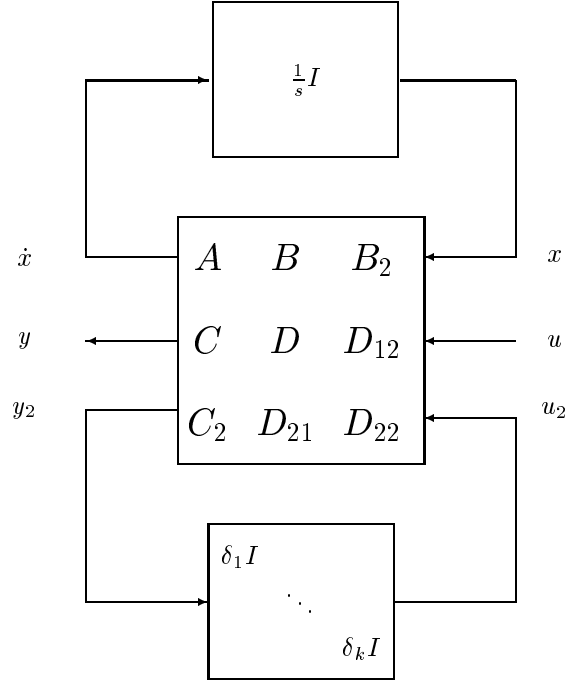 1/s I
ẋ A B B₂ x
y C D D₁₂ u
y₂ C₂ D₂₁ D₂₂ u₂
δ₁I
⋱
δₖI